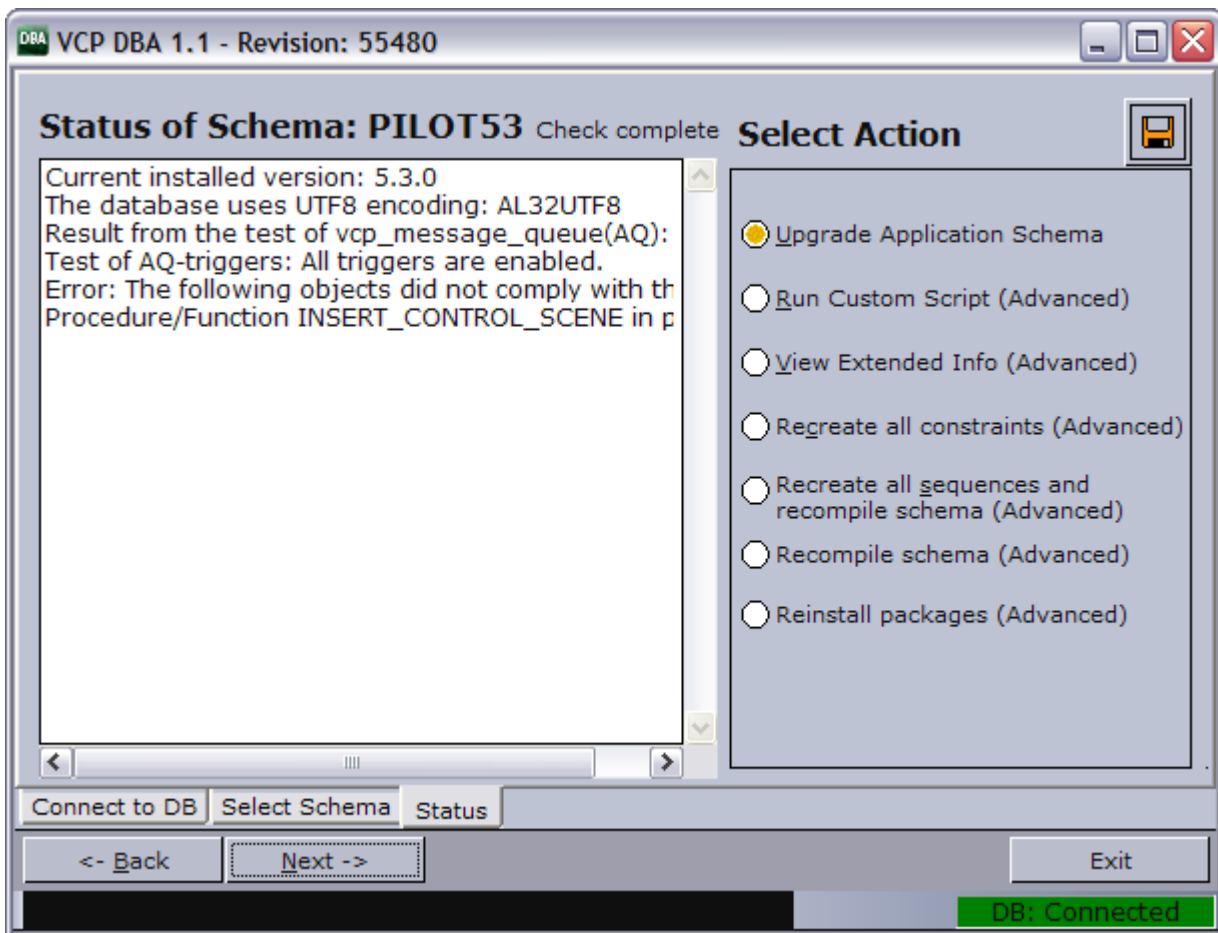 DBA VCP DBA 1.1 - Revision: 55480
Status of Schema: PILOT53 Check complete
Current installed version: 5.3.0
The database uses UTF8 encoding: AL32UTF8
Result from the test of vcp_message_queue(AQ):
Test of AQ-triggers: All triggers are enabled.
Error: The following objects did not comply with th
Procedure/Function INSERT_CONTROL_SCENE in p
Select Action
Upgrade Application Schema
Run Custom Script (Advanced)
View Extended Info (Advanced)
Recreate all constraints (Advanced)
Recreate all sequences and
recompile schema (Advanced)
Recompile schema (Advanced)
Reinstall packages (Advanced)
Connect to DB Select Schema Status
<- Back Next -> Exit
DB: Connected